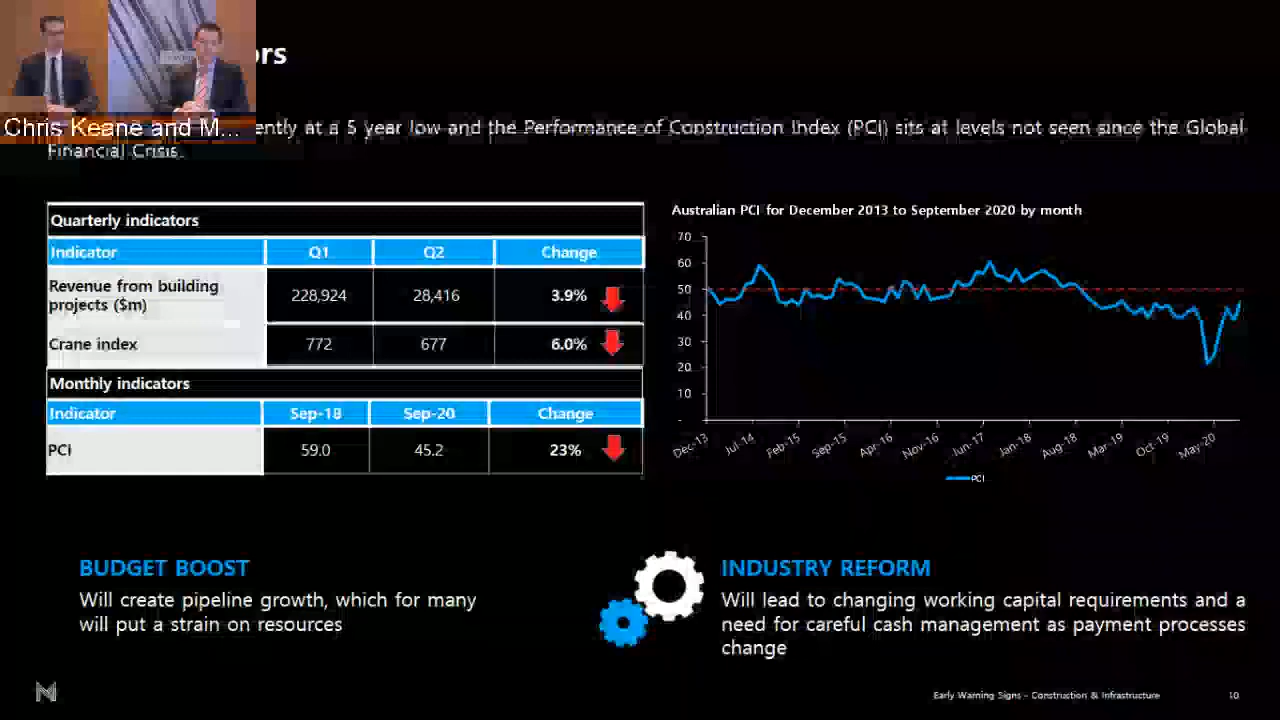 ors
Chris Keane and M...
ently at a 5 year low and the Performance of Construction Index (PCI) sits at levels not seen since the Global
Financial Crisis.
Quarterly indicators
Indicator Q1 Q2 Change
Revenue from building
projects ($m) 228,924 28,416 3.9%
Crane index 772 677 6.0%
Monthly indicators
Indicator Sep-18 Sep-20 Change
PCI 59.0 45.2 23%
Australian PCI for December 2013 to September 2020 by month
70
60
50
40
30
20
10
-
Dec-13 Jul-14 Feb-15 Sep-15 Apr-16 Nov-16 Jun-17 Jan-18 Aug-18 Mar-19 Oct-19 May-20
PCI
BUDGET BOOST
Will create pipeline growth, which for many
will put a strain on resources
INDUSTRY REFORM
Will lead to changing working capital requirements and a
need for careful cash management as payment processes
change
Early Warning Signs - Construction & Infrastructure 10